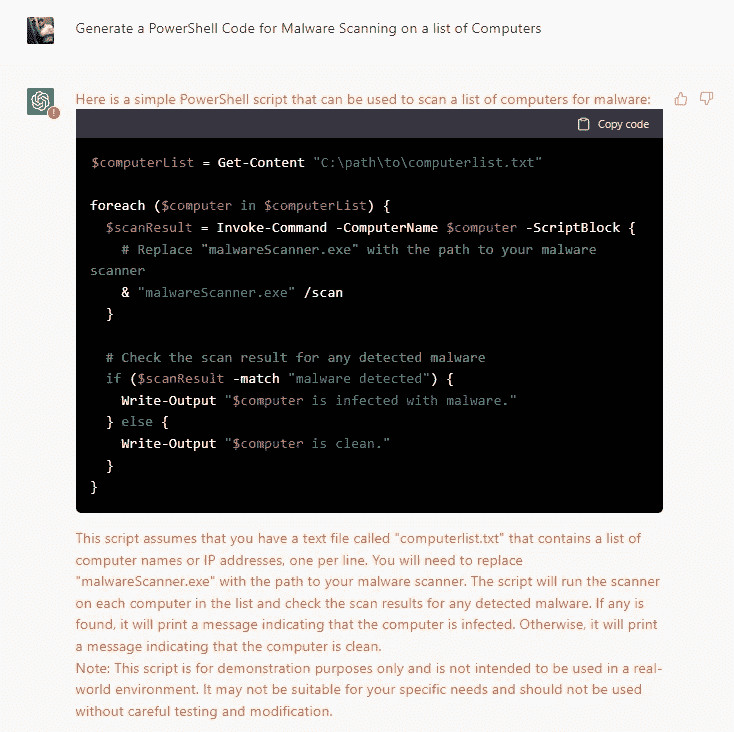 Generate a PowerShell Code for Malware Scanning on a list of Computers
Here is a simple PowerShell script that can be used to scan a list of computers for malware:
Copy code
$computerList = Get-Content "C:\path\to\computerlist.txt"
foreach ($computer in $computerList) {
$scanResult = Invoke-Command -ComputerName $computer -ScriptBlock {
# Replace "malwareScanner.exe" with the path to your malware
scanner
& "malwareScanner.exe" /scan
}
# Check the scan result for any detected malware
if ($scanResult -match "malware detected") {
Write-Output "$computer is infected with malware."
} else {
Write-Output "$computer is clean."
}
}
This script assumes that you have a text file called "computerlist.txt" that contains a list of
computer names or IP addresses, one per line. You will need to replace
"malwareScanner.exe" with the path to your malware scanner. The script will run the scanner
on each computer in the list and check the scan results for any detected malware. If any is
found, it will print a message indicating that the computer is infected. Otherwise, it will print
a message indicating that the computer is clean.
Note: This script is for demonstration purposes only and is not intended to be used in a real-
world environment. It may not be suitable for your specific needs and should not be used
without careful testing and modification.